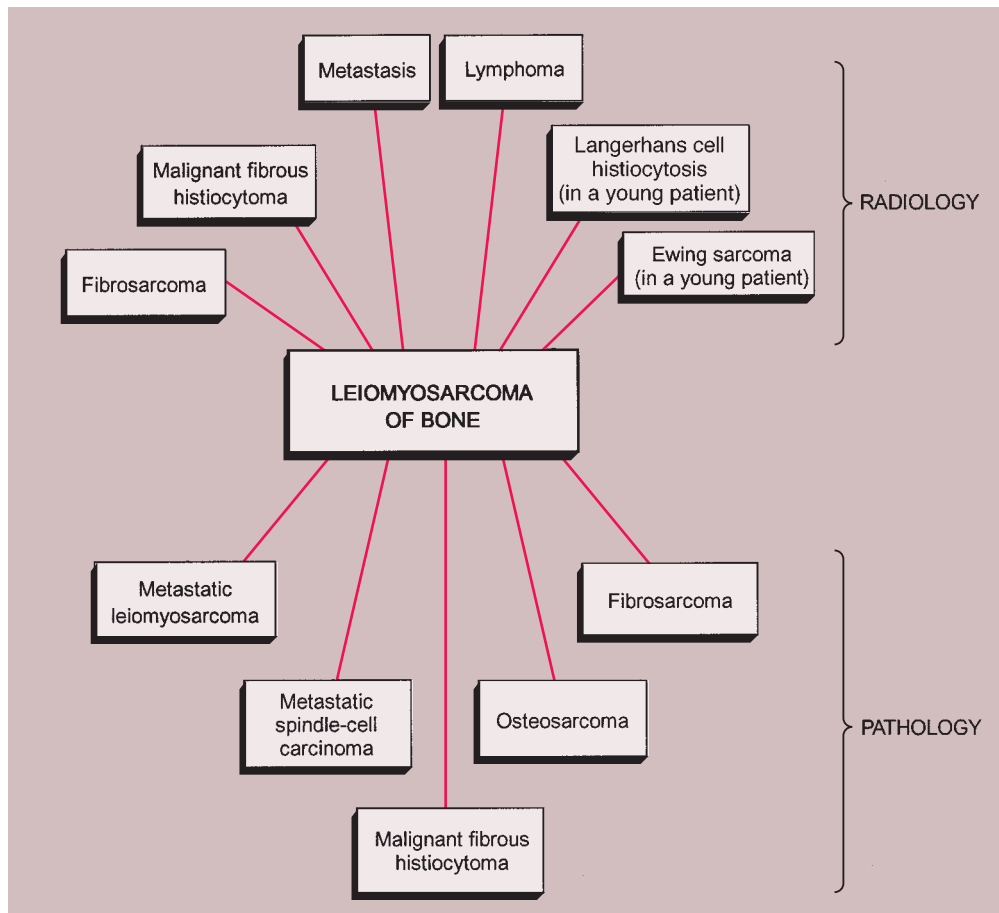 Metastasis
Lymphoma
Malignant fibrous
histiocytoma
Langerhans cell
histiocytosis
(in a young patient)
RADIOLOGY
Fibrosarcoma
Ewing sarcoma
(in a young patient)
LEIOMYOSARCOMA
OF BONE
Metastatic
leiomyosarcoma
Fibrosarcoma
Metastatic
spindle-cell
carcinoma
Osteosarcoma
PATHOLOGY
Malignant fibrous
histiocytoma